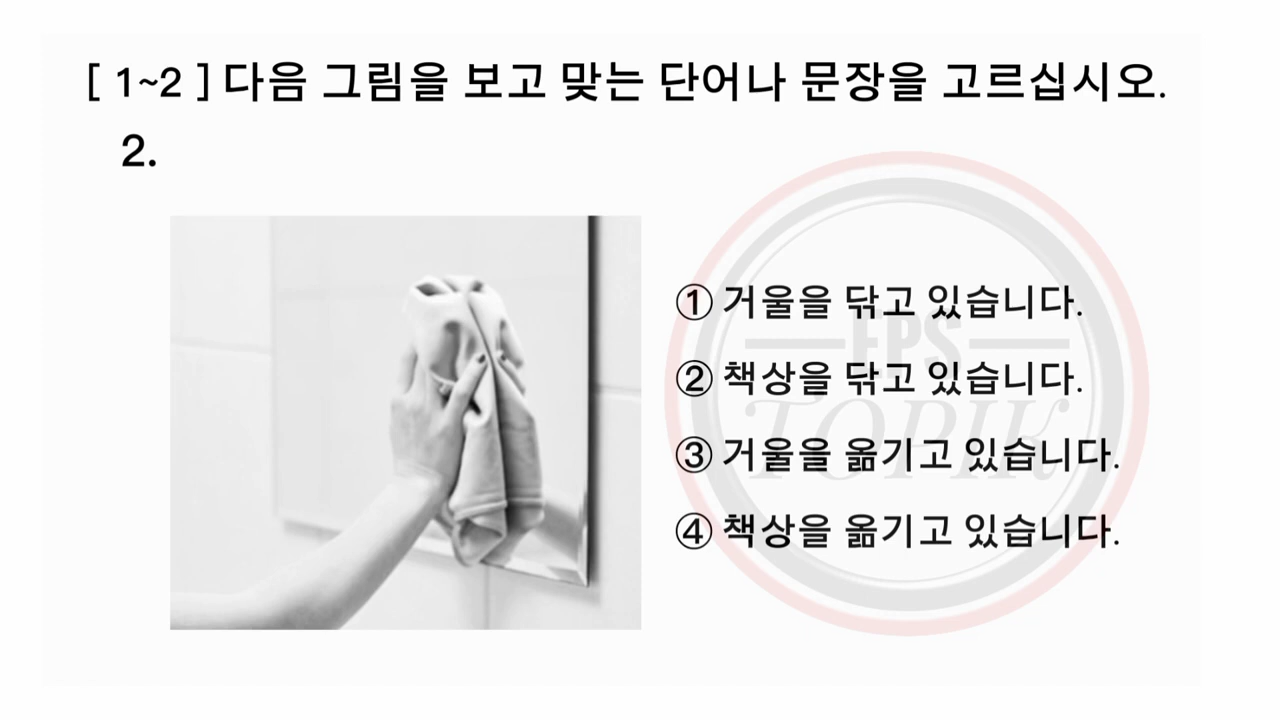 [ 1~2 ] 다음 그림을 보고 맞는 단어나 문장을 고르십시오.
2.
① 거울을 닦고 있습니다.
② 책상을 닦고 있습니다.
③ 거울을 옮기고 있습니다.
④ 책상을 옮기고 있습니다.
EPS
TOPIK